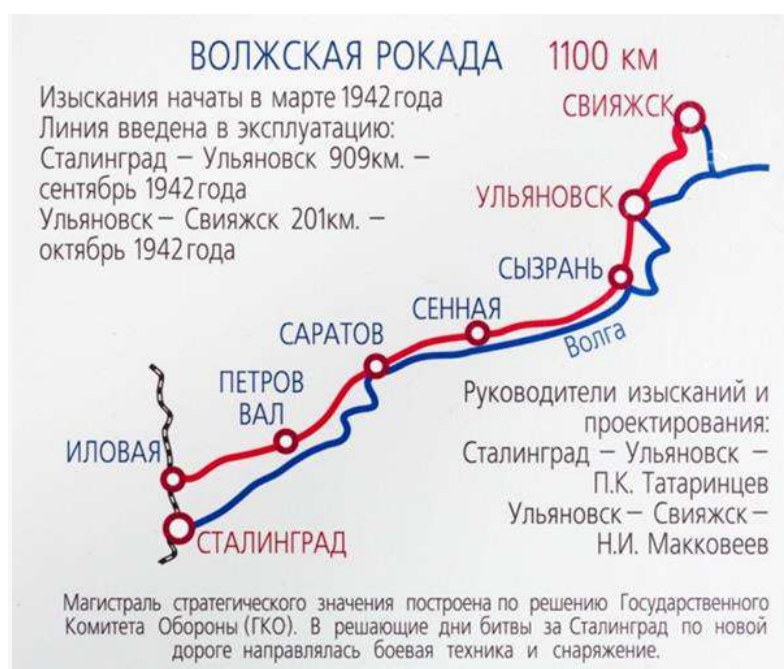 ВОЛЖСКАЯ РОКАДА 1100 км
Изыскания начаты в марте 1942 года
Линия введена в эксплуатацию:
Сталинград – Ульяновск 909км. –
сентябрь 1942 года
Ульяновск – Свияжск 201км. –
октябрь 1942 года
СВИЯЖСК
УЛЬЯНОВСК
СЫЗРАНЬ
СЕННАЯ
Волга
САРАТОВ
ПЕТРОВ
ВАЛ
ИЛОВАЯ
СТАЛИНГРАД
Руководители изысканий и
проектирования:
Сталинград – Ульяновск –
П.К. Татаринцев
Ульяновск – Свияжск –
Н.И. Макковеев
Магистраль стратегического значения построена по решению Государственного
Комитета Обороны (ГКО). В решающие дни битвы за Сталинград по новой
дороге направлялась боевая техника и снаряжение.